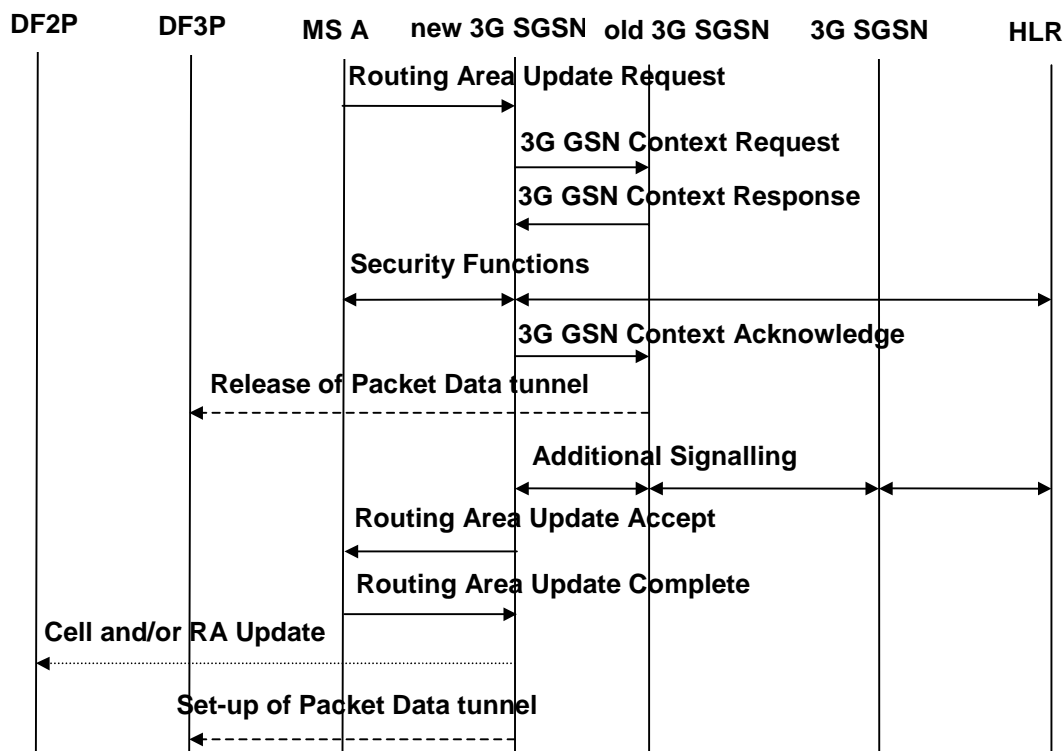 DF2P DF3P MS A new 3G SGSN old 3G SGSN 3G SGSN HLR
Routing Area Update Request
3G GSN Context Request
3G GSN Context Response
Security Functions
3G GSN Context Acknowledge
Release of Packet Data tunnel
Additional Signalling
Routing Area Update Accept
Routing Area Update Complete
Cell and/or RA Update
Set-up of Packet Data tunnel